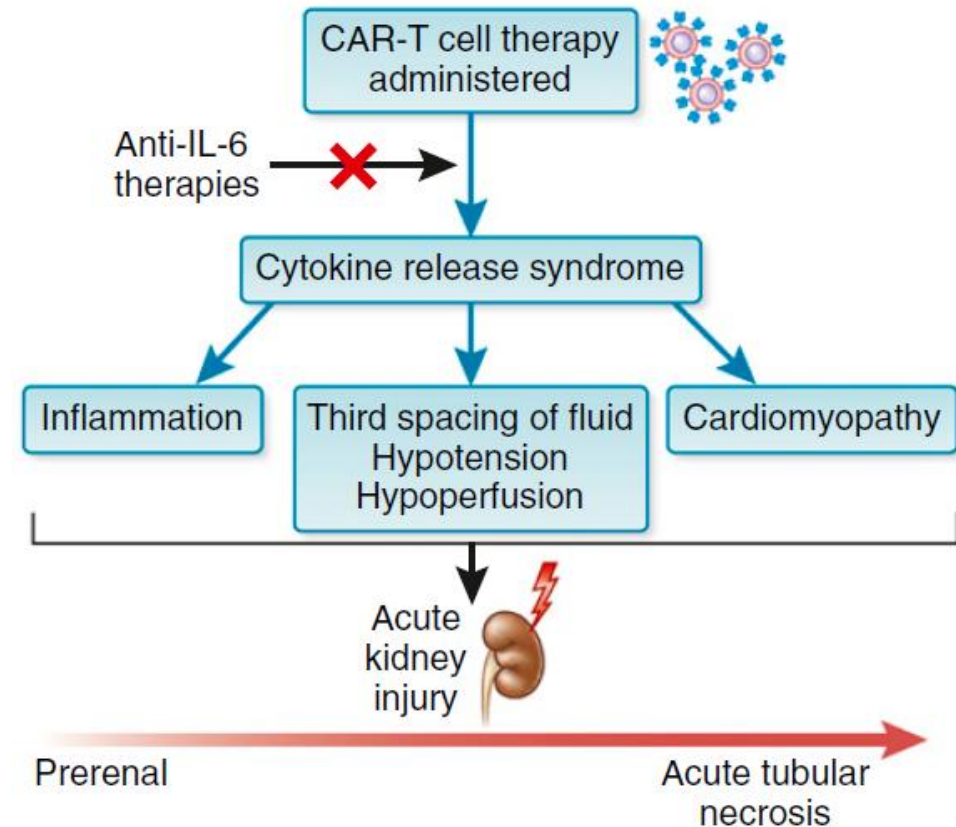 CAR-T cell therapy
administered
Anti-IL-6
therapies
Cytokine release syndrome
Inflammation
Third spacing of fluid
Hypotension
Hypoperfusion
Cardiomyopathy
Acute
kidney
injury
Prerenal
Acute tubular
necrosis